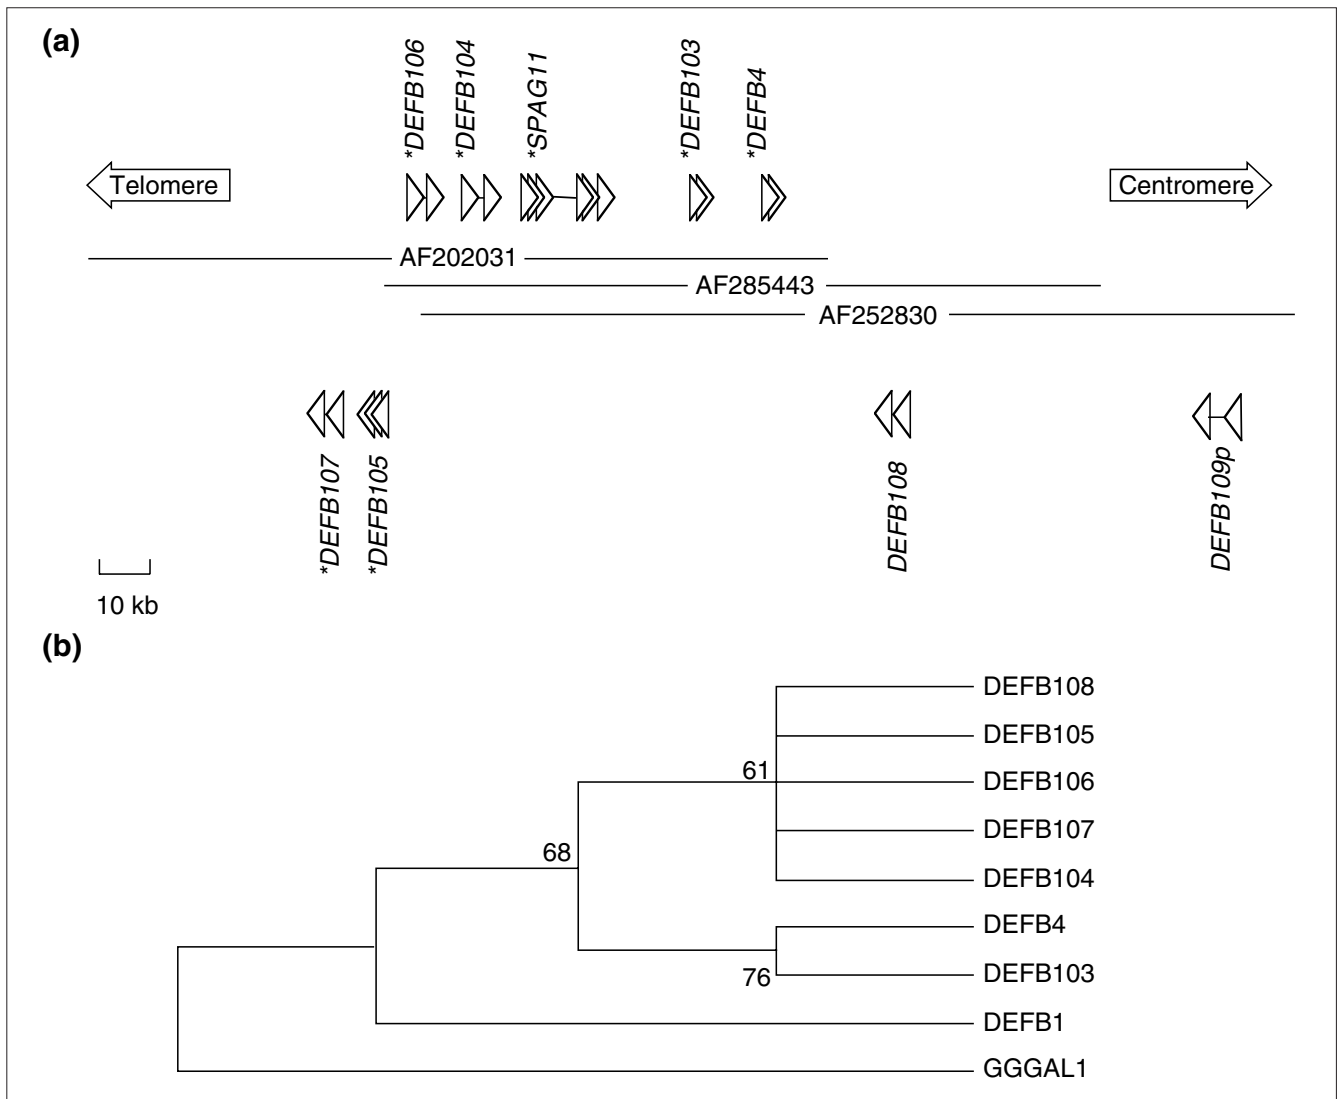 (a)
*DEFB106
*DEFB104
*SPAG11
*DEFB103
*DEFB4
Telomere
Centromere
AF202031
AF285443
AF252830
*DEFB107
*DEFB105
DEFB108
DEFB109p
10 kb
(b)
DEFB108
DEFB105
61
DEFB106
DEFB107
68
DEFB104
DEFB4
76
DEFB103
DEFB1
GGGAL1